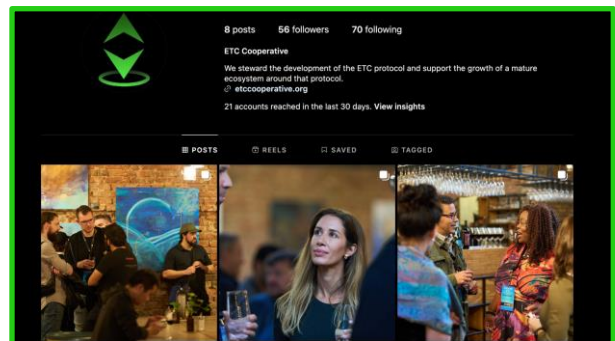 8 posts 56 followers 70 following
ETC Cooperative
We steward the development of the ETC protocol and support the growth of a mature
ecosystem around that protocol.
etccooperative.org
21 accounts reached in the last 30 days. View insights
POSTS REELS SAVED TAGGED